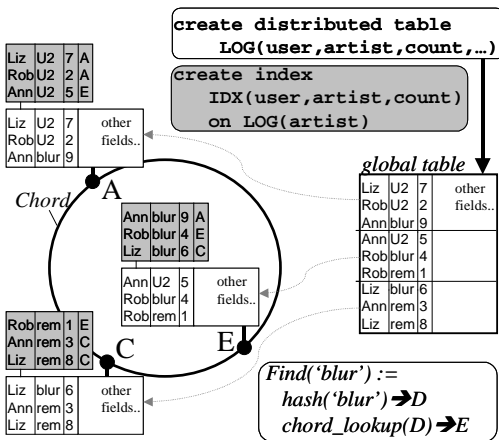 create distributed table
LOG(user,artist,count,…)
create index
IDX(user,artist,count)
on LOG(artist)
Liz U2 7 A
Rob U2 2 A
Ann U2 5 E
Liz U2 7 other
Rob U2 2 fields..
Ann blur 9
A
Chord
Ann blur 9 A
Rob blur 4 E
Liz blur 6 C
Ann U2 5 other
Rob blur 4 fields..
Rob rem 1
E
Rob rem 1 E
Ann rem 3 C
Liz rem 8 C
C
Liz blur 6 other
Ann rem 3 fields..
Liz rem 8
global table
Liz U2 7 other
Rob U2 2 fields..
Ann blur 9
Ann U2 5
Rob blur 4
Rob rem 1
Liz blur 6
Ann rem 3
Liz rem 8
Find(‘blur’) :=
hash(‘blur’)➔D
chord_lookup(D)➔E